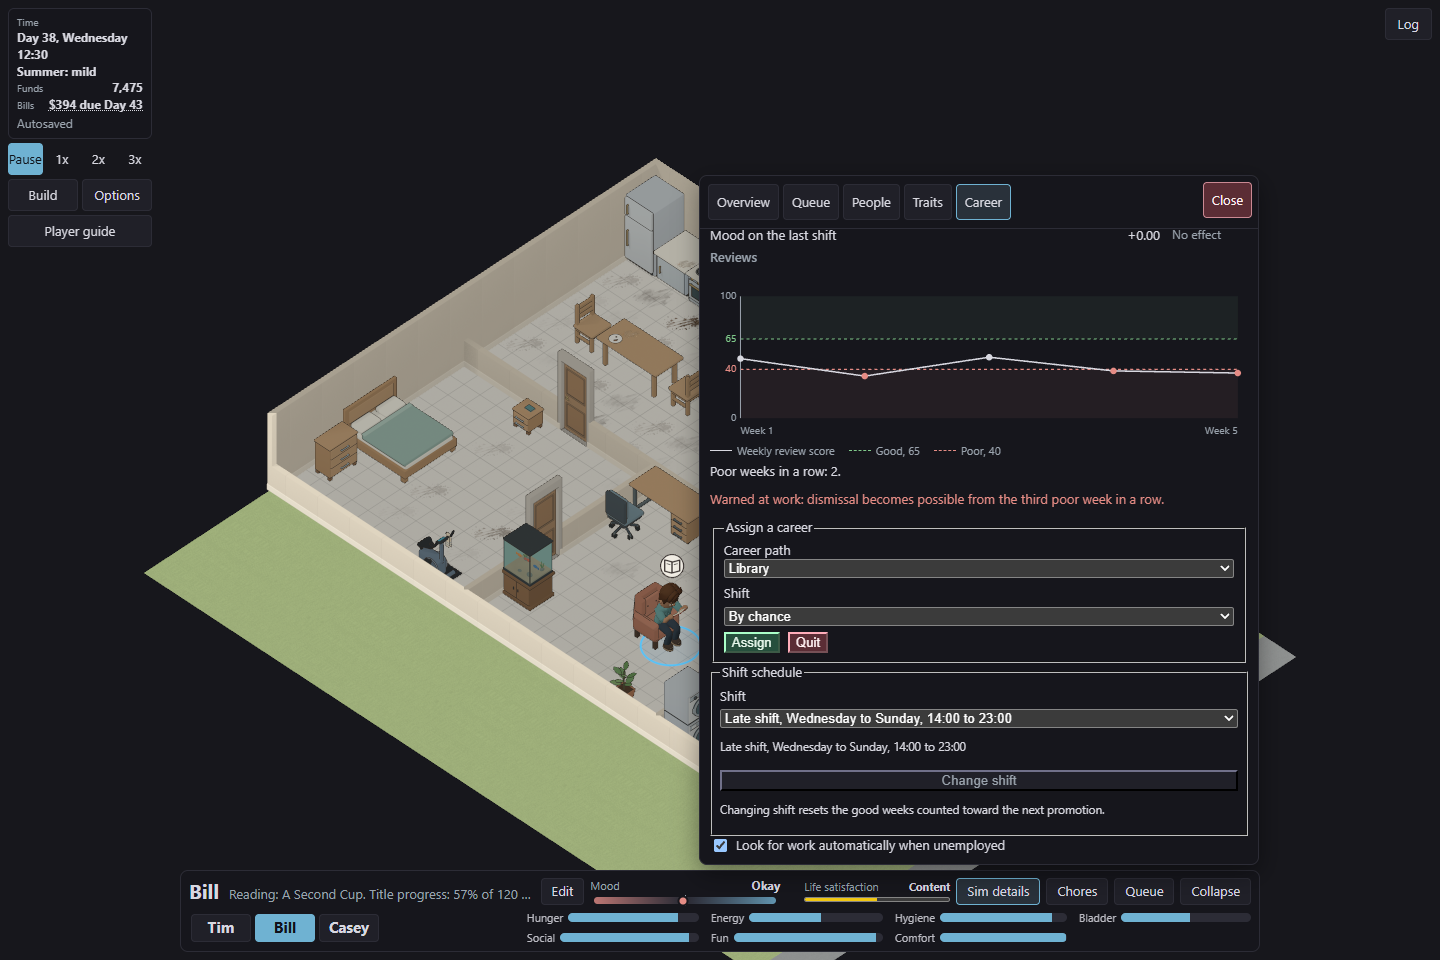 Time
Day 38, Wednesday
12:30
Summer: mild
Funds 7,475
Bills $394 due Day 43
Autosaved
Pause 1x 2x 3x
Build Options
Player guide
Log
Overview Queue People Traits Career Close
Mood on the last shift +0.00 No effect
Reviews
100
65
40
0
Week 1 Week 5
Weekly review score Good, 65 Poor, 40
Poor weeks in a row: 2.
Warned at work: dismissal becomes possible from the third poor week in a row.
Assign a career
Career path
Library
Shift
By chance
Assign Quit
Shift schedule
Shift
Late shift, Wednesday to Sunday, 14:00 to 23:00
Late shift, Wednesday to Sunday, 14:00 to 23:00
Change shift
Changing shift resets the good weeks counted toward the next promotion.
Look for work automatically when unemployed
Bill Reading: A Second Cup. Title progress: 57% of 120 ... Edit Mood Okay Life satisfaction Content Sim details Chores Queue Collapse
Tim Bill Casey
Hunger Energy Hygiene Bladder
Social Fun Comfort